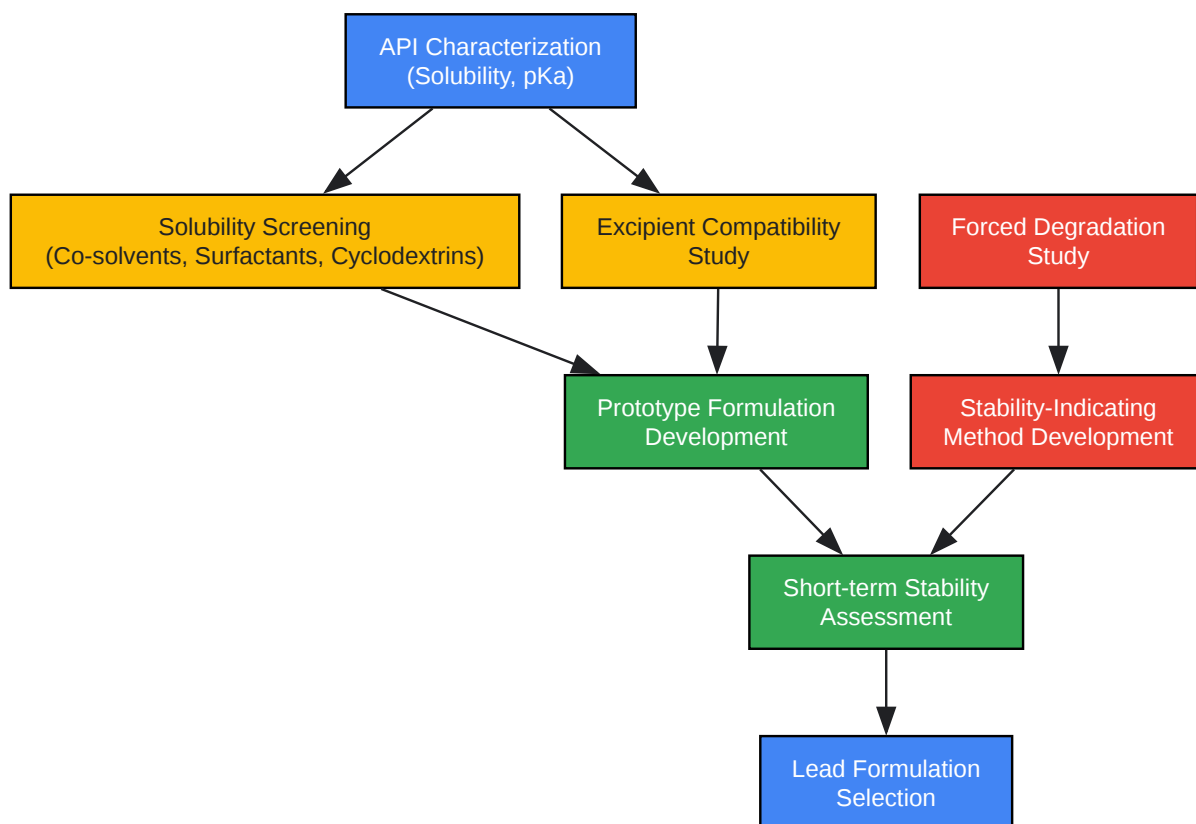 API Characterization
(Solubility, pKa)
Solubility Screening
(Co-solvents, Surfactants, Cyclodextrins)
Excipient Compatibility
Study
Forced Degradation
Study
Prototype Formulation
Development
Stability-Indicating
Method Development
Short-term Stability
Assessment
Lead Formulation
Selection